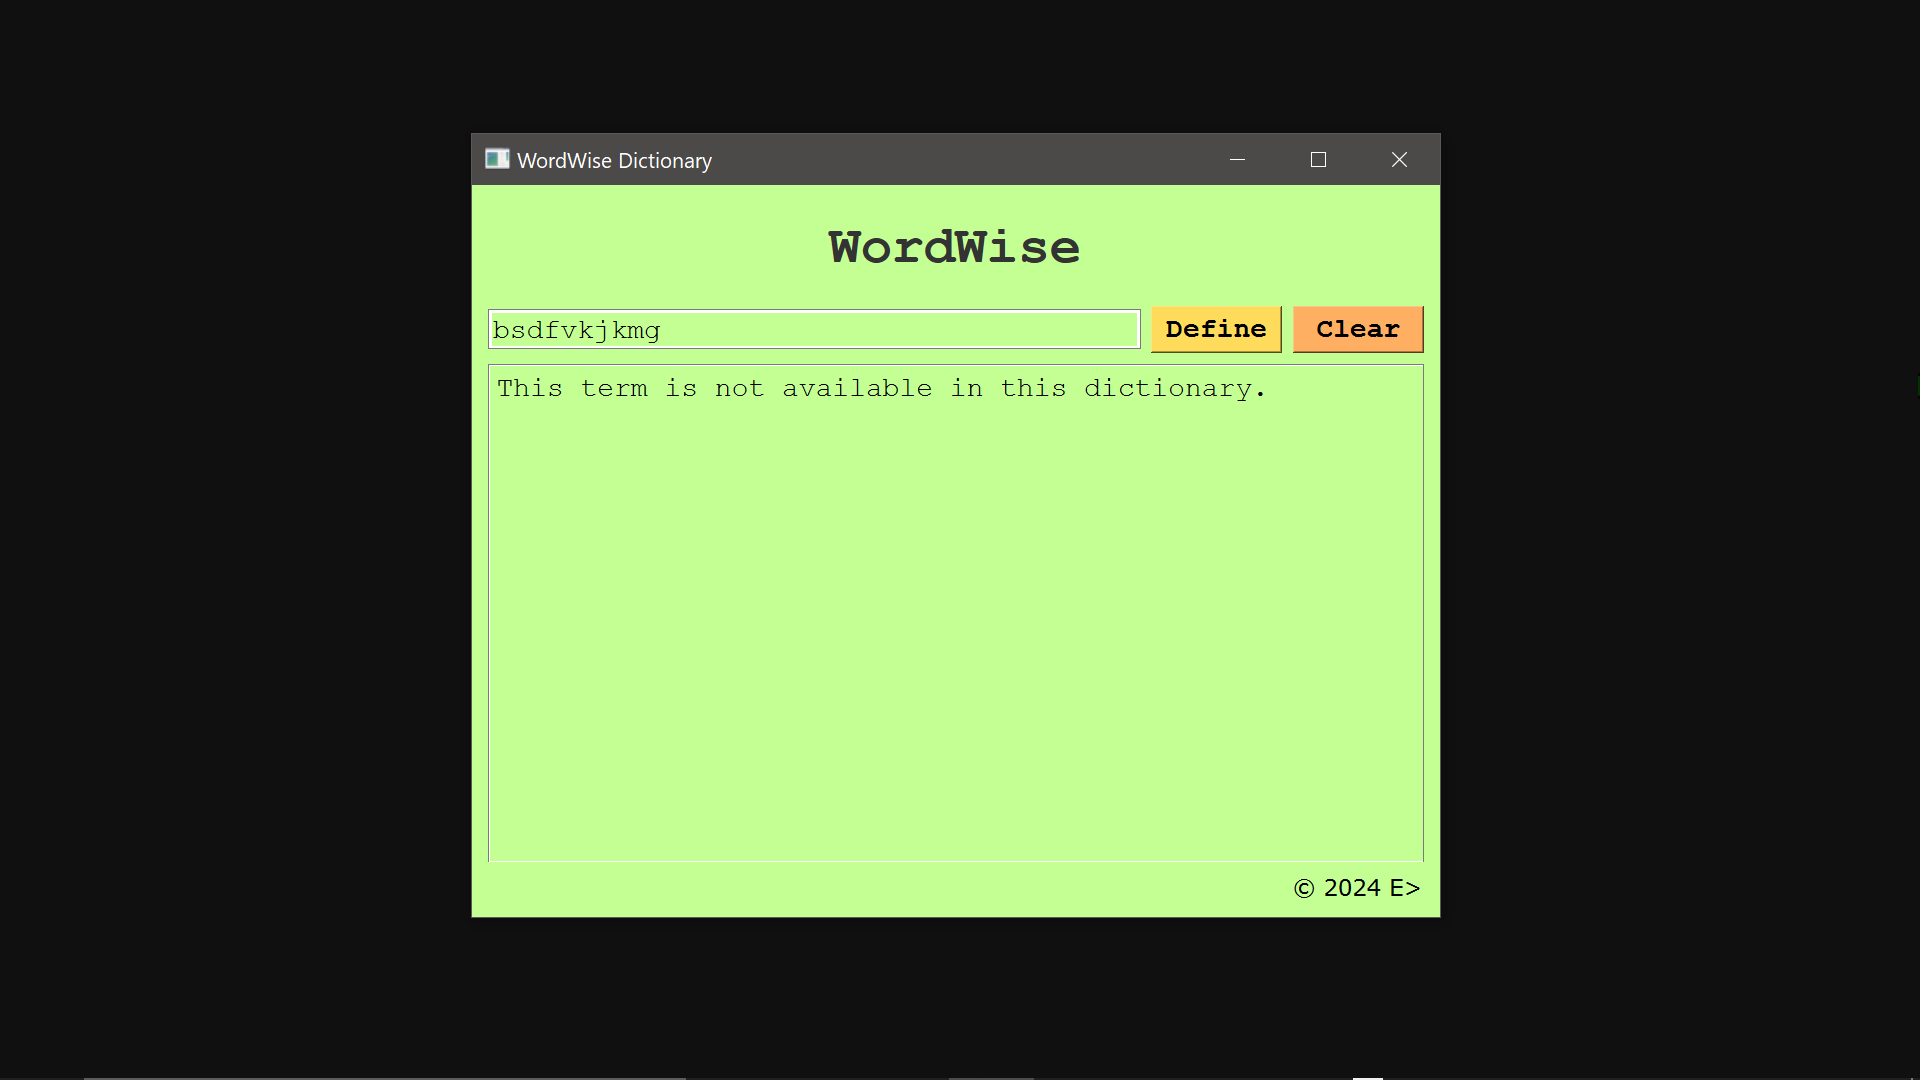 WordWise Dictionary
WordWise
bsdfvkjkmg Define Clear
This term is not available in this dictionary.
© 2024 E>